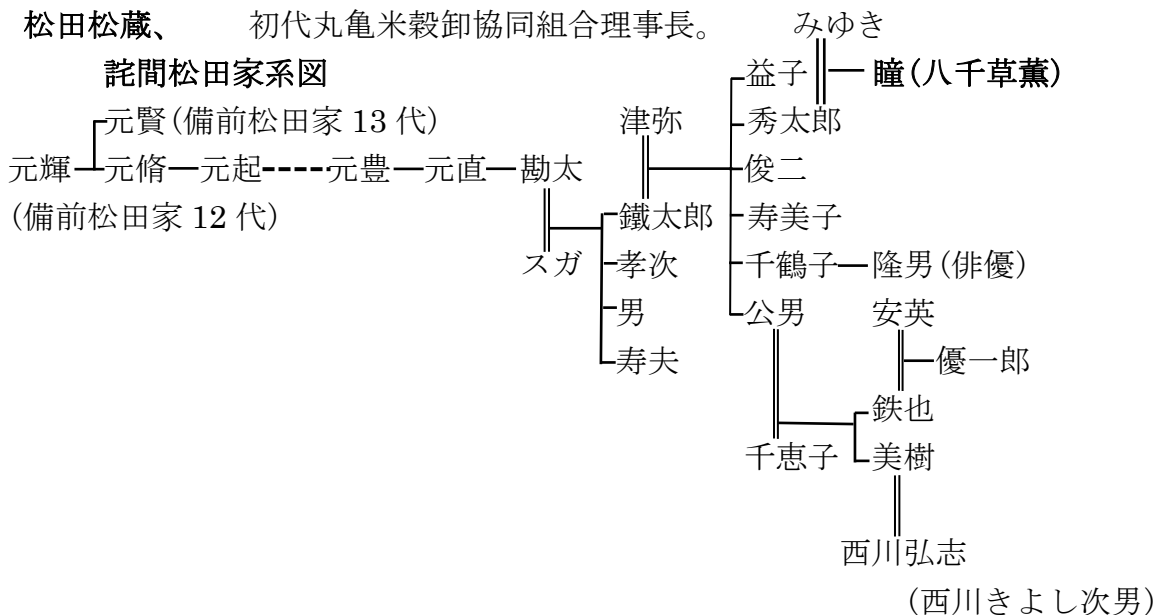 松田松蔵、 初代丸亀米穀卸協同組合理事長。 みゆき
詫間松田家系図 益子 瞳(八千草薫)
元賢(備前松田家 13 代) 津弥 秀太郎
元輝 元脩 元起 元豊 元直 勘太 俊二
(備前松田家 12 代) 鐵太郎 寿美子
スガ 孝次 千鶴子 隆男(俳優)
男 公男 安英
寿夫 優一郎
鉄也
千恵子 美樹
西川弘志
(西川きよし次男)